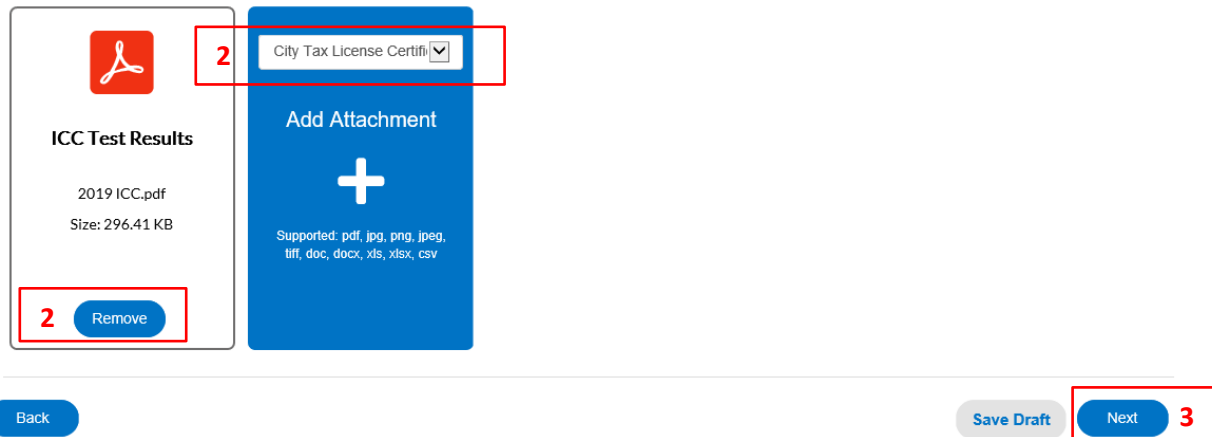 ICC Test Results
2019 ICC.pdf
Size: 296.41 KB
2 Remove
2 City Tax License Certifi
Add Attachment
Supported: pdf, jpg, png, jpeg,
tiff, doc, docx, xls, xlsx, csv
Back
Save Draft
Next 3